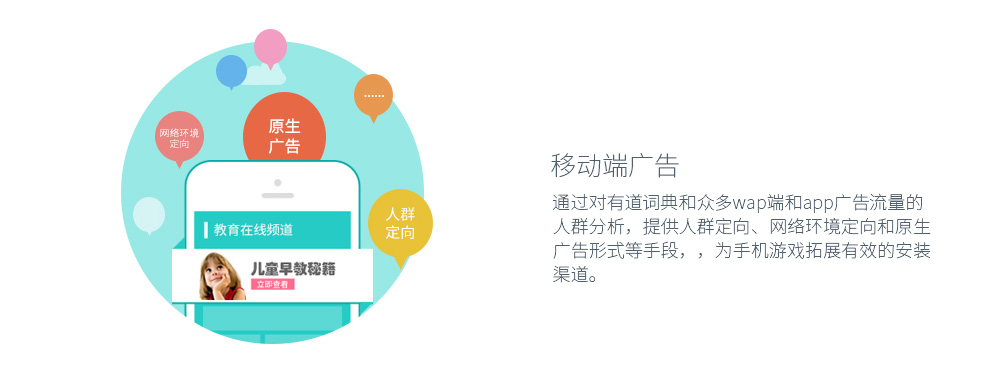 ······
网络环境
定向
原生
广告
人群
定向
教育在线频道
儿童早教秘籍
立即查看
移动端广告
通过对有道词典和众多wap端和app广告流量的
人群分析，提供人群定向、网络环境定向和原生
广告形式等手段，，为手机游戏拓展有效的安装
渠道。